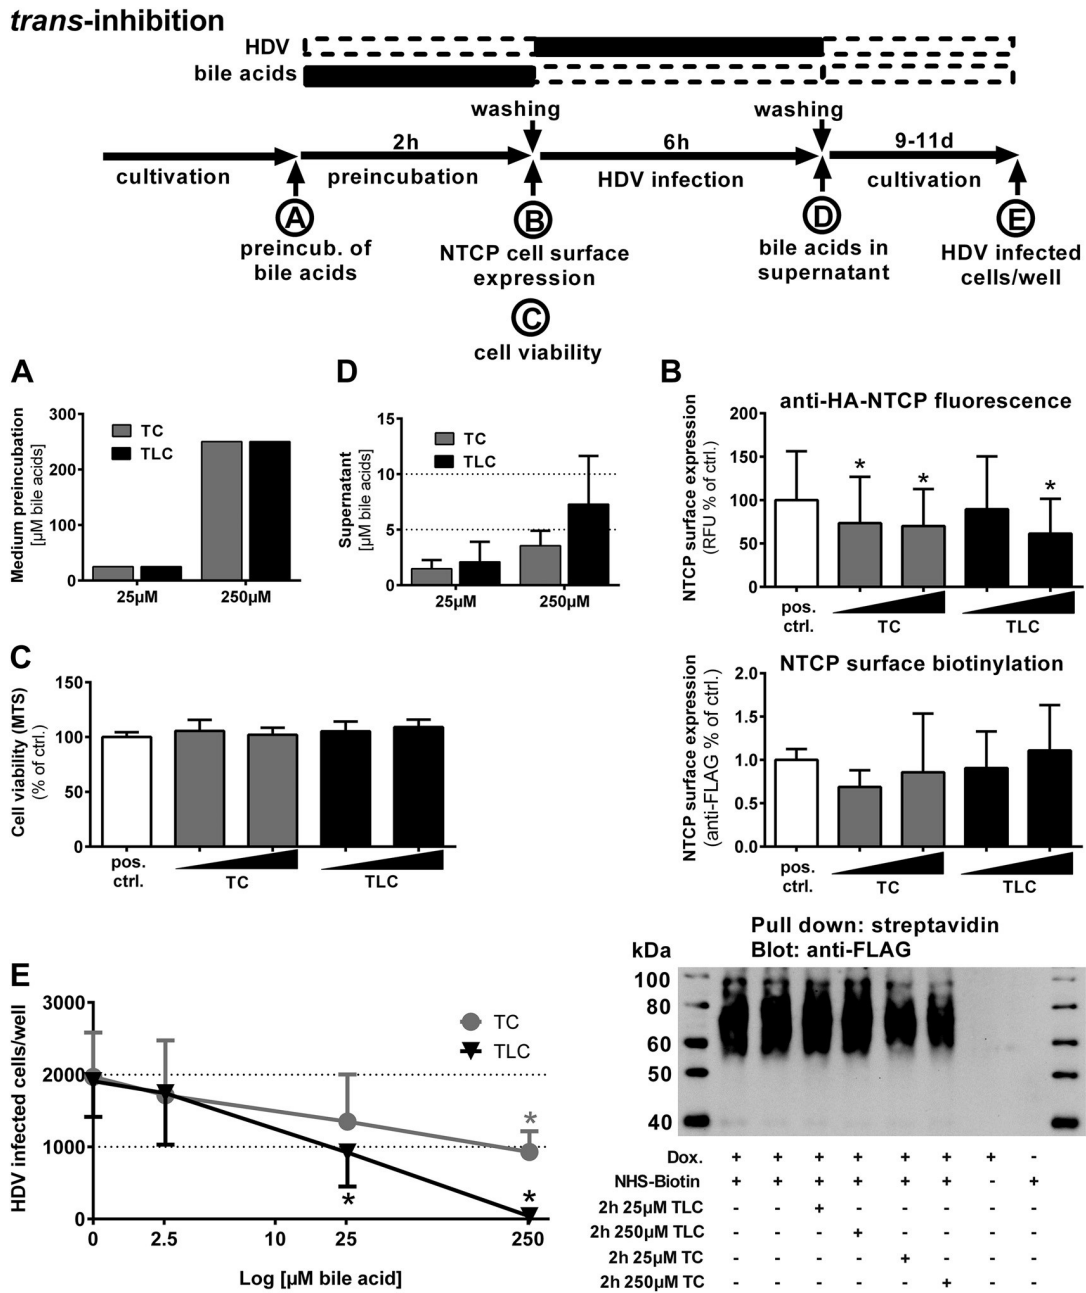 trans-inhibition
HDV
bile acids
washing
washing
2h
6h
9-11d
cultivation
preincubation
HDV infection
cultivation
A
B
D
E
preincub. of
bile acids
NTCP cell surface
expression
bile acids in
supernatant
HDV infected
cells/well
C
cell viability
A
Medium preincubation
[µM bile acids]
300
200
100
0
TC
TLC
25µM
250µM
D
Supernatant
[µM bile acids]
15
10
5
0
TC
TLC
25µM
250µM
B
anti-HA-NTCP fluorescence
NTCP surface expression
(RFU % of ctrl.)
200
150
100
50
0
*
*
*
pos.
ctrl.
TC
TLC
C
Cell viability (MTS)
(% of ctrl.)
150
100
50
0
pos.
ctrl.
TC
TLC
NTCP surface biotinylation
NTCP surface expression
(anti-FLAG % of ctrl.)
2.0
1.5
1.0
0.5
0.0
pos.
ctrl.
TC
TLC
Pull down: streptavidin
Blot: anti-FLAG
kDa
100
80
60
50
40
Dox. + + + + + + + -
NHS-Biotin + + + + + + - +
2h 25µM TLC - - + - - - - -
2h 250µM TLC - - - + - - - -
2h 25µM TC - - - - + - - -
2h 250µM TC - - - - - + - -
E
HDV infected cells/well
3000
2000
1000
0
TC
TLC
*
*
*
0 2.5 10 25 250
Log [µM bile acid]